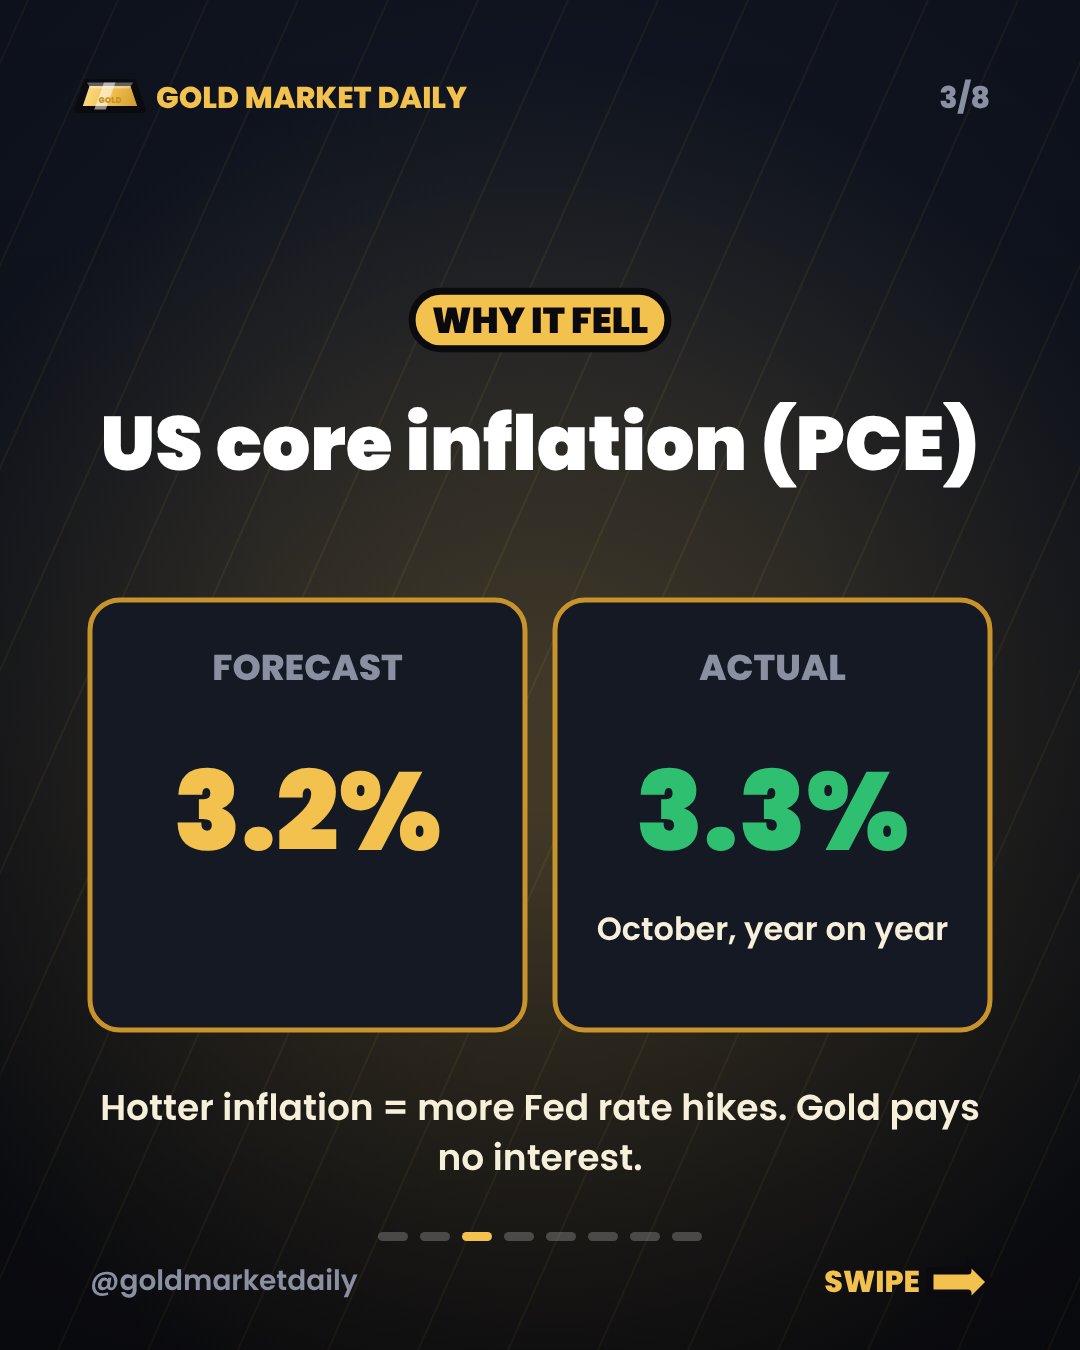 GOLD
GOLD MARKET DAILY
3/8
WHY IT FELL
US core inflation (PCE)
FORECAST
3.2%
ACTUAL
3.3%
October, year on year
Hotter inflation = more Fed rate hikes. Gold pays
no interest.
@goldmarketdaily
SWIPE